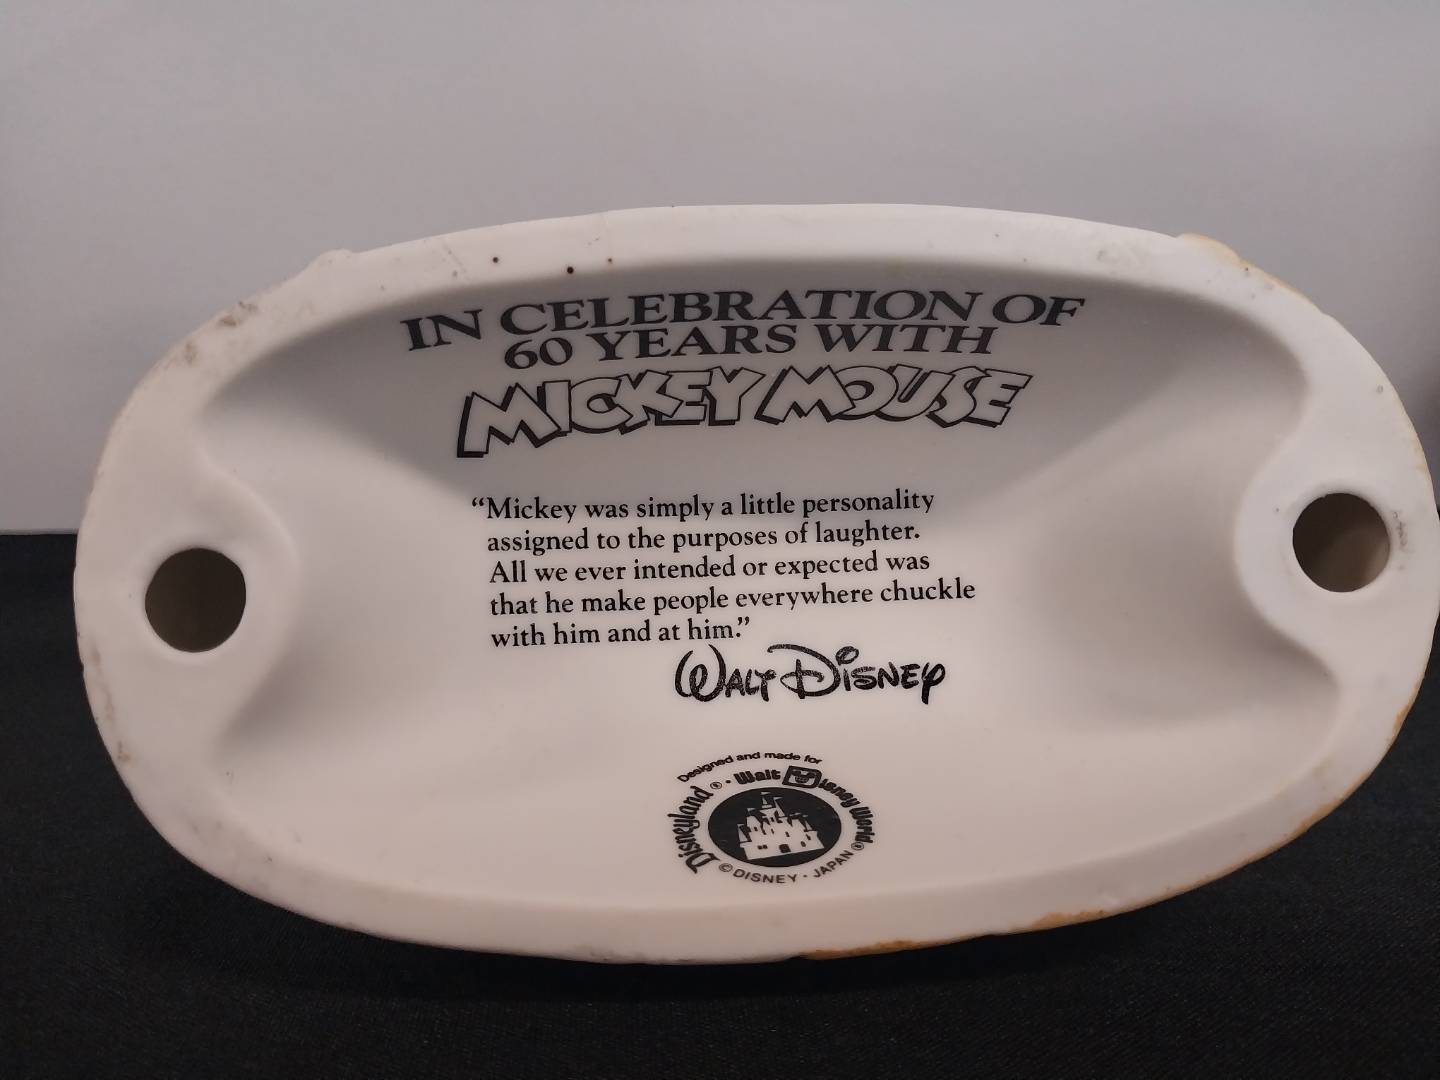 IN CELEBRATION OF
60 YEARS WITH
MICKEY MOUSE
“Mickey was simply a little personality
assigned to the purposes of laughter.
All we ever intended or expected was
that he make people everywhere chuckle
with him and at him.”
WALT DISNEY
Designed and made for
Disneyland® · Walt Disney World®
© DISNEY · JAPAN